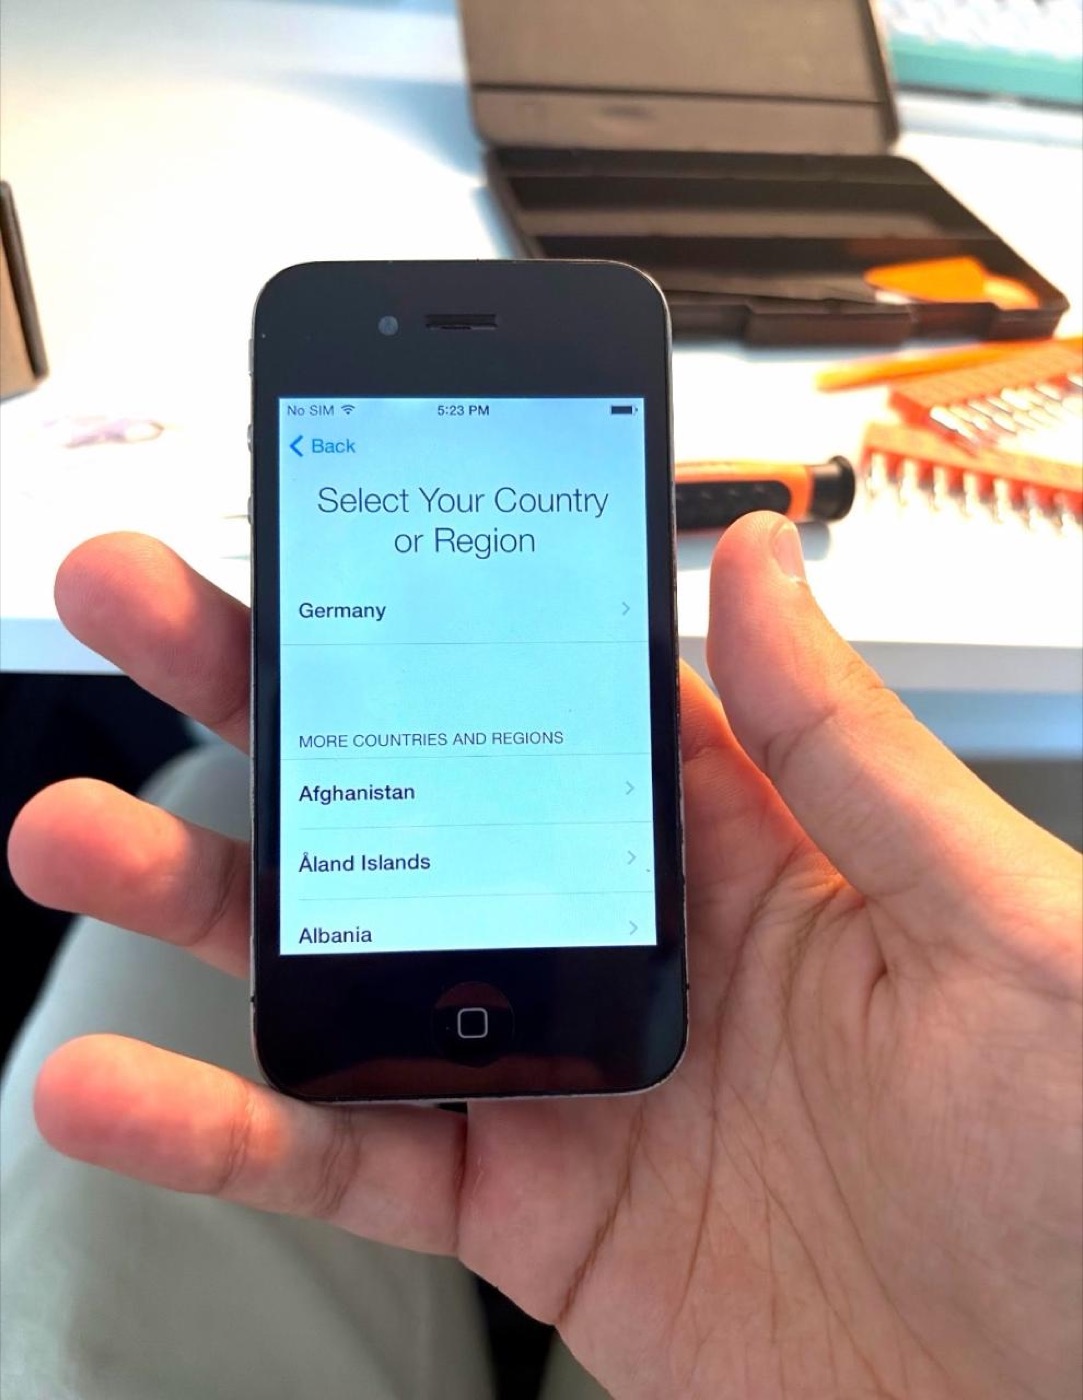 No SIM 5:23 PM
Back
Select Your Country
or Region
Germany
MORE COUNTRIES AND REGIONS
Afghanistan
Åland Islands
Albania